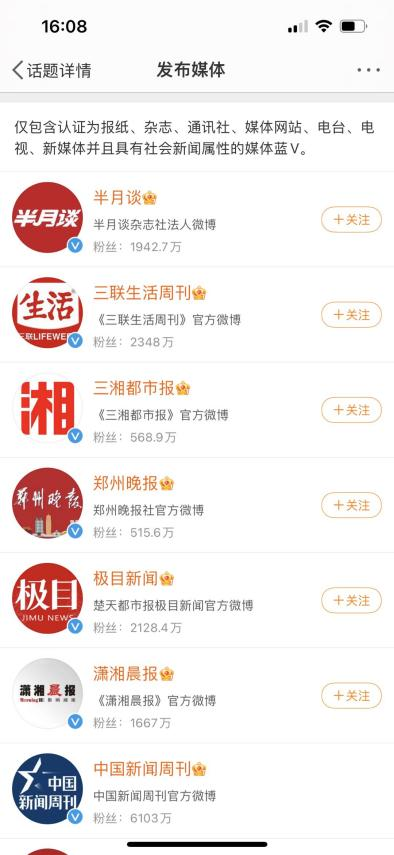 16:08
话题详情
发布媒体
仅包含认证为报纸、杂志、通讯社、媒体网站、电台、电
视、新媒体并且具有社会新闻属性的媒体蓝V。
半月谈
半月谈
半月谈杂志社法人微博
粉丝：1942.7万
+关注
生活
三联LIFEWEEK
三联生活周刊
《三联生活周刊》官方微博
粉丝：2348万
+关注
湘
三湘都市报
《三湘都市报》官方微博
粉丝：568.9万
+关注
郑州晚报
郑州晚报
郑州晚报社官方微博
粉丝：515.6万
+关注
极目
JIMU NEWS
极目新闻
楚天都市报极目新闻官方微博
粉丝：2128.4万
+关注
潇湘晨报
潇湘晨报
《潇湘晨报》官方微博
粉丝：1667万
+关注
中国
新闻周刊
中国新闻周刊
中国新闻周刊官方微博
粉丝：6103万